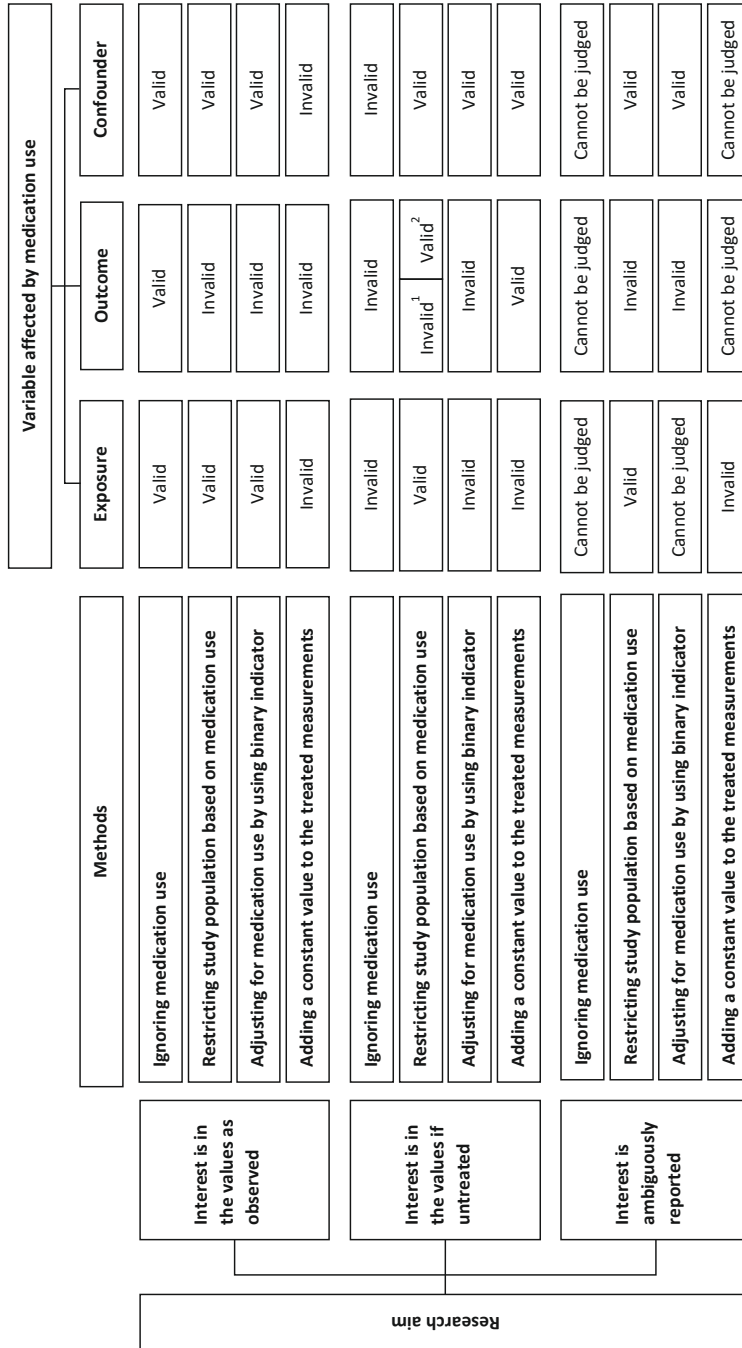 Variable affected by medication use
Methods
Exposure
Outcome
Confounder
Research aim
Interest is in
the values as
observed
Ignoring medication use
Valid
Valid
Valid
Restricting study population based on medication use
Valid
Invalid
Valid
Adjusting for medication use by using binary indicator
Valid
Invalid
Valid
Adding a constant value to the treated measurements
Invalid
Invalid
Invalid
Interest is in
the values if
untreated
Ignoring medication use
Invalid
Invalid
Invalid
Restricting study population based on medication use
Valid
Invalid¹
Valid²
Valid
Adjusting for medication use by using binary indicator
Invalid
Invalid
Valid
Adding a constant value to the treated measurements
Invalid
Valid
Valid
Interest is
ambiguously
reported
Ignoring medication use
Cannot be judged
Cannot be judged
Cannot be judged
Restricting study population based on medication use
Valid
Invalid
Valid
Adjusting for medication use by using binary indicator
Cannot be judged
Invalid
Valid
Adding a constant value to the treated measurements
Invalid
Cannot be judged
Cannot be judged